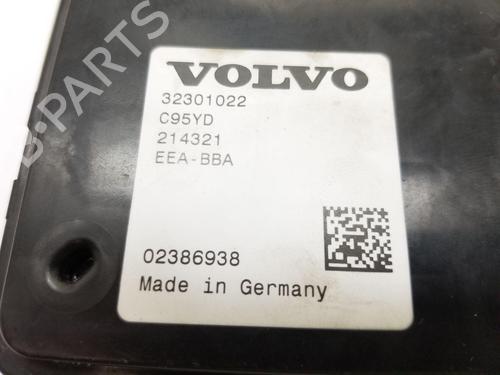 B-PARTS
VOLVO
32301022
C95YD
214321
EEA-BBA
02386938
Made in Germany